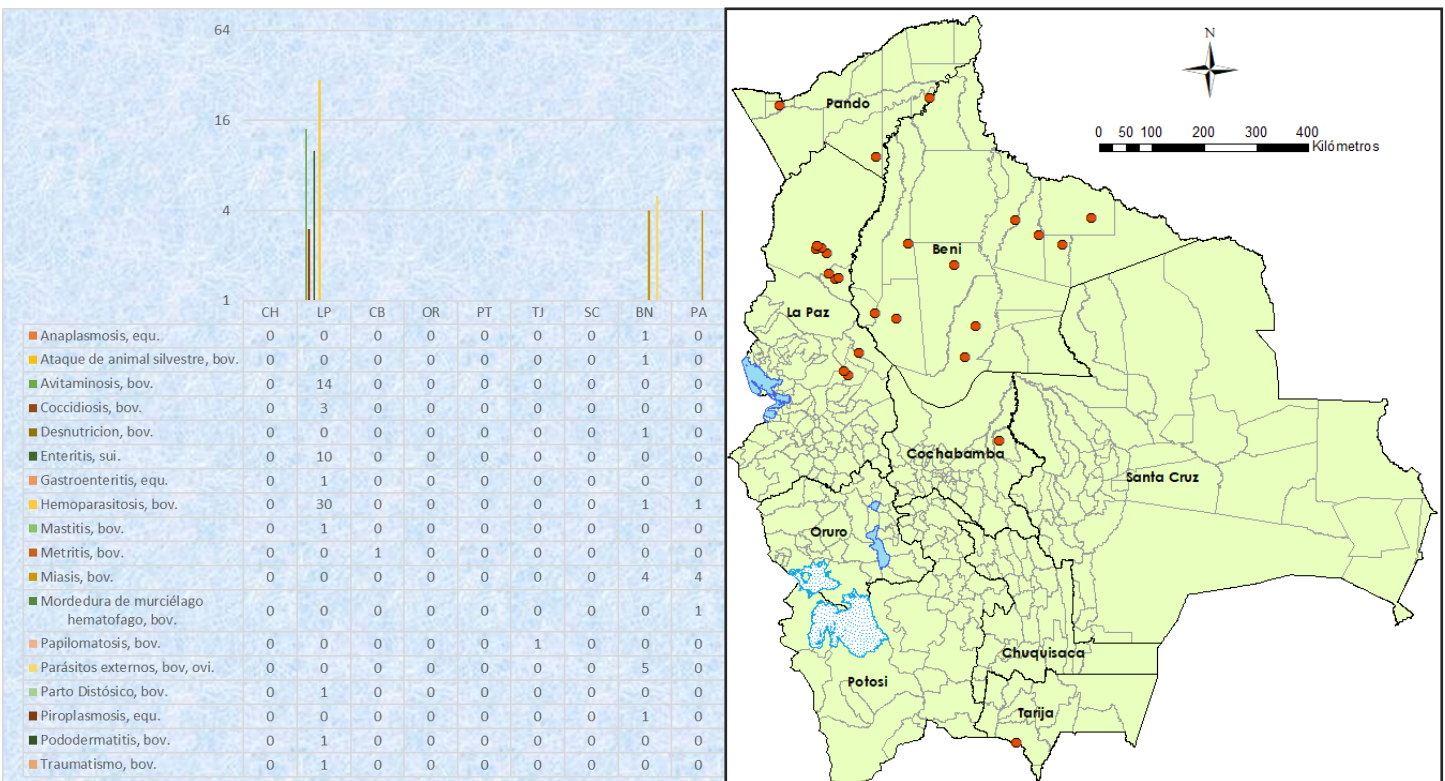 64
16
4
1
CH LP CB OR PT TJ SC BN PA
Anaplasmosis, equ. 0 0 0 0 0 0 0 1 0
Ataque de animal silvestre, bov. 0 0 0 0 0 0 0 1 0
Avitaminosis, bov. 0 14 0 0 0 0 0 0 0
Coccidiosis, bov. 0 3 0 0 0 0 0 0 0
Desnutricion, bov. 0 0 0 0 0 0 0 1 0
Enteritis, sui. 0 10 0 0 0 0 0 0 0
Gastroenteritis, equ. 0 1 0 0 0 0 0 0 0
Hemoparasitosis, bov. 0 30 0 0 0 0 0 1 1
Mastitis, bov. 0 1 0 0 0 0 0 0 0
Metritis, bov. 0 0 1 0 0 0 0 0 0
Miasis, bov. 0 0 0 0 0 0 0 4 4
Mordedura de murciélago
hematofago, bov. 0 0 0 0 0 0 0 0 1
Papilomatosis, bov. 0 0 0 0 0 1 0 0 0
Parásitos externos, bov, ovi. 0 0 0 0 0 0 0 5 0
Parto Distósico, bov. 0 1 0 0 0 0 0 0 0
Piroplasmosis, equ. 0 0 0 0 0 0 0 1 0
Pododermatitis, bov. 0 1 0 0 0 0 0 0 0
Traumatismo, bov. 0 1 0 0 0 0 0 0 0
N
0 50 100 200 300 400
Kilómetros
Pando
Beni
La Paz
Cochabamba
Santa Cruz
Oruro
Chuquisaca
Potosi
Tarija